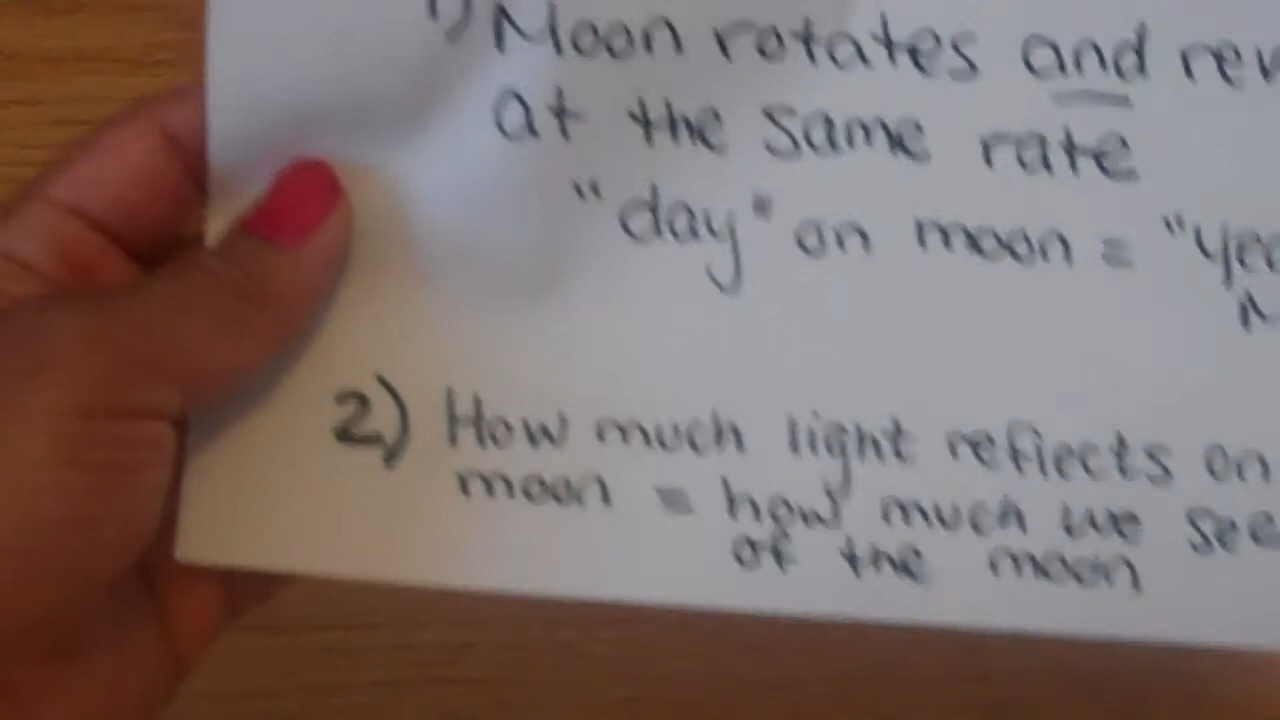 1) Moon rotates and rev
at the same rate
"day" on moon = "yea
2) How much light reflects on
moon = how much we see
of the moon